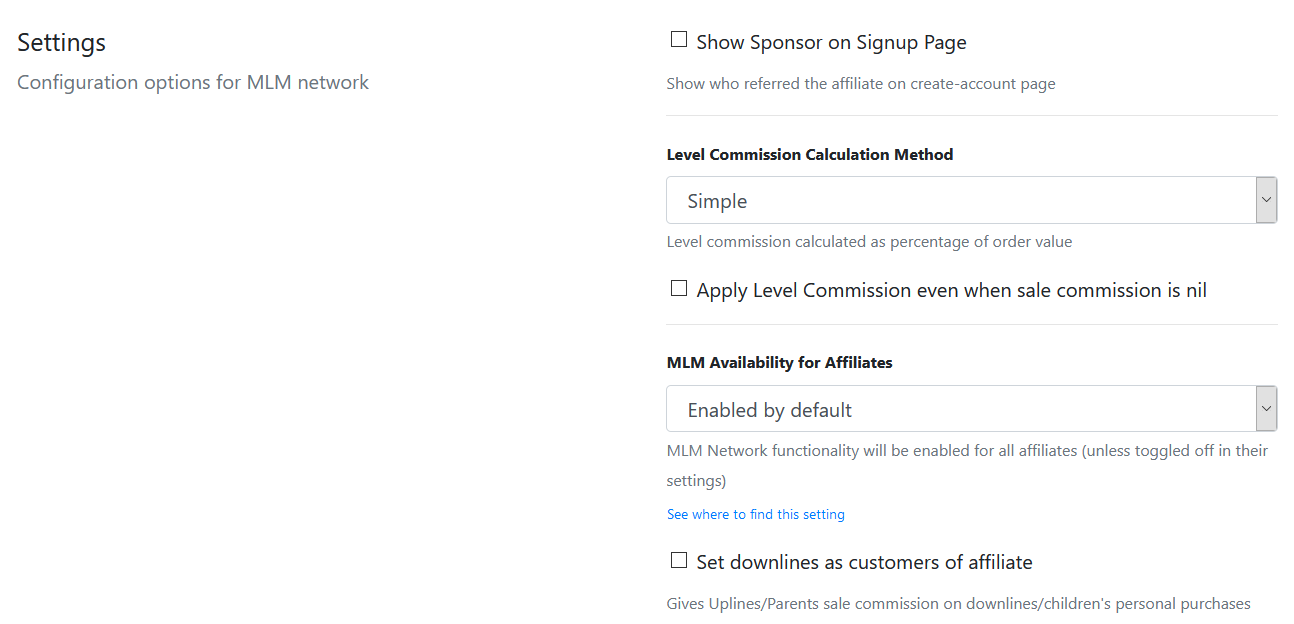 Settings
Configuration options for MLM network
Show Sponsor on Signup Page
Show who referred the affiliate on create-account page
Level Commission Calculation Method
Simple
Level commission calculated as percentage of order value
Apply Level Commission even when sale commission is nil
MLM Availability for Affiliates
Enabled by default
MLM Network functionality will be enabled for all affiliates (unless toggled off in their
settings)
See where to find this setting
Set downlines as customers of affiliate
Gives Uplines/Parents sale commission on downlines/children's personal purchases